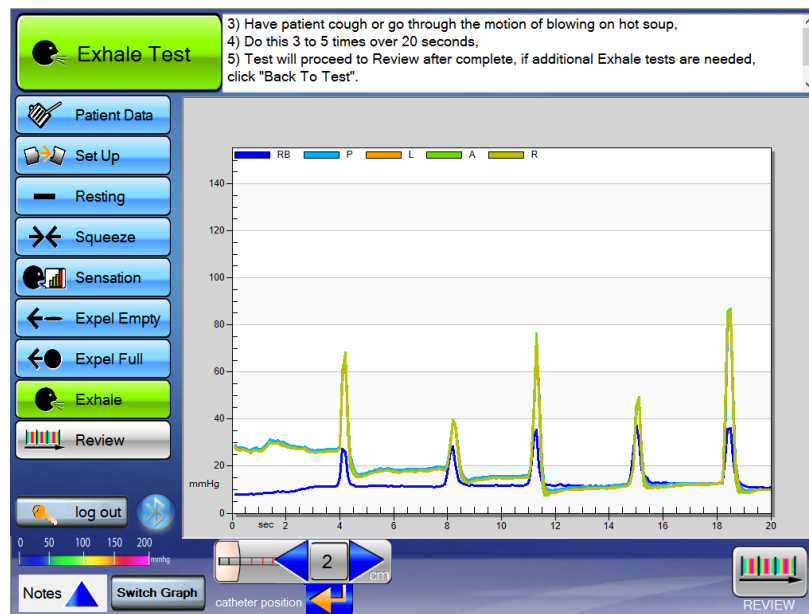 Exhale Test
3) Have patient cough or go through the motion of blowing on hot soup,
4) Do this 3 to 5 times over 20 seconds,
5) Test will proceed to Review after complete, if additional Exhale tests are needed,
click "Back To Test".
Patient Data
Set Up
Resting
Squeeze
Sensation
Expel Empty
Expel Full
Exhale
Review
log out
0 50 100 150 200
mmhg
Notes
Switch Graph
RB P L A R
140
120
100
80
60
40
20
mmHg
0
0 sec 2 4 6 8 10 12 14 16 18 20
2
cm
catheter position
REVIEW